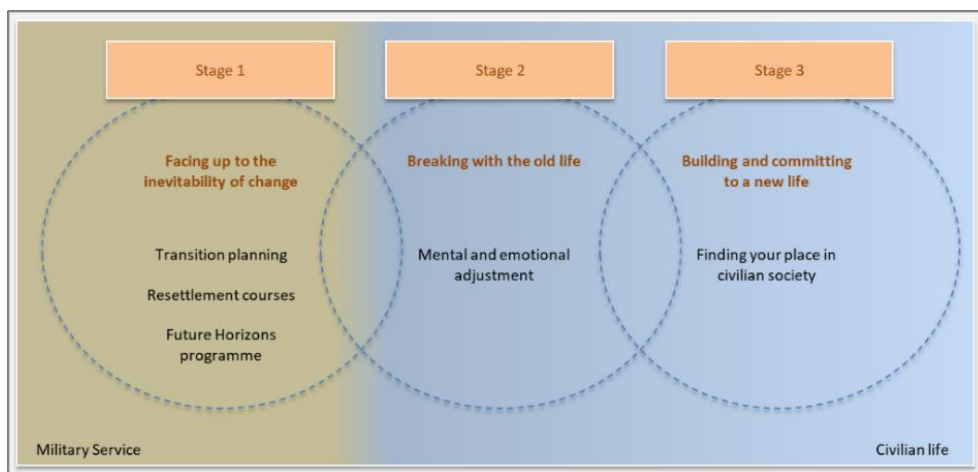 Stage 1
Stage 2
Stage 3
Facing up to the
inevitability of change
Transition planning
Resettlement courses
Future Horizons
programme
Breaking with the old life
Mental and emotional
adjustment
Building and committing
to a new life
Finding your place in
civilian society
Military Service
Civilian life